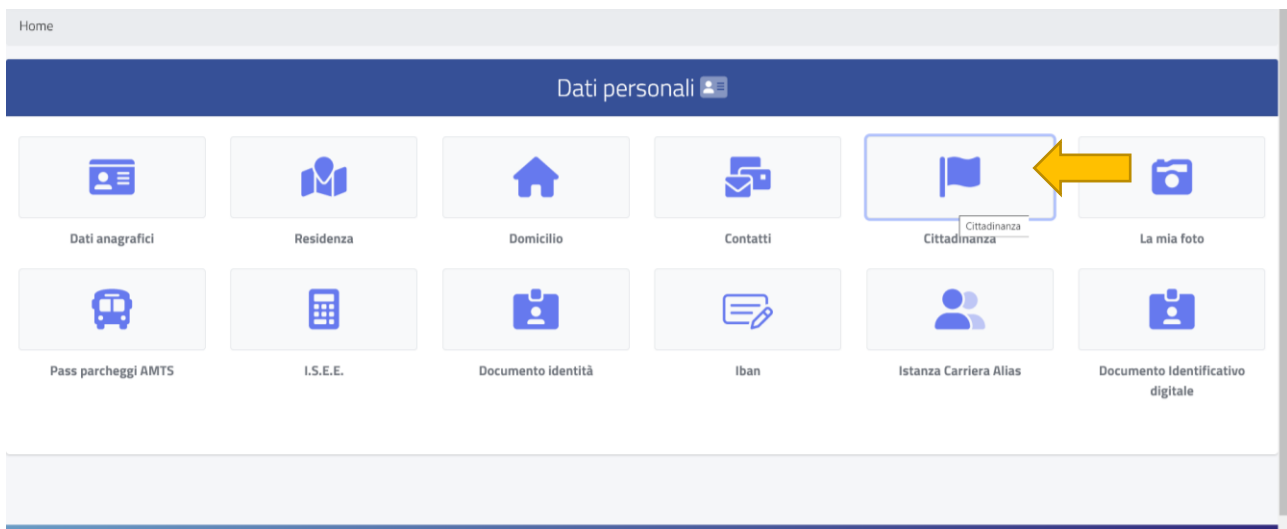 Home
Dati personali
Dati anagrafici
Residenza
Domicilio
Contatti
Cittadinanza
Cittadinanza
La mia foto
Pass parcheggi AMTS
I.S.E.E.
Documento identità
Iban
Istanza Carriera Alias
Documento Identificativo
digitale